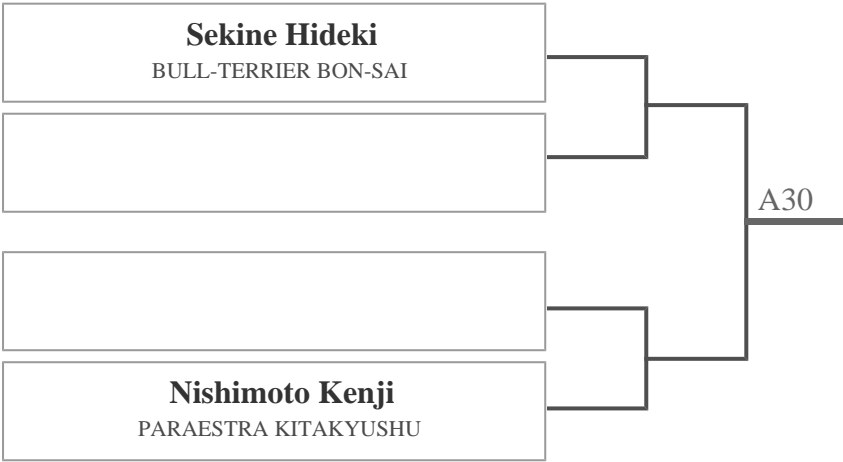 Sekine Hideki
BULL-TERRIER BON-SAI
A30
Nishimoto Kenji
PARAESTRA KITAKYUSHU